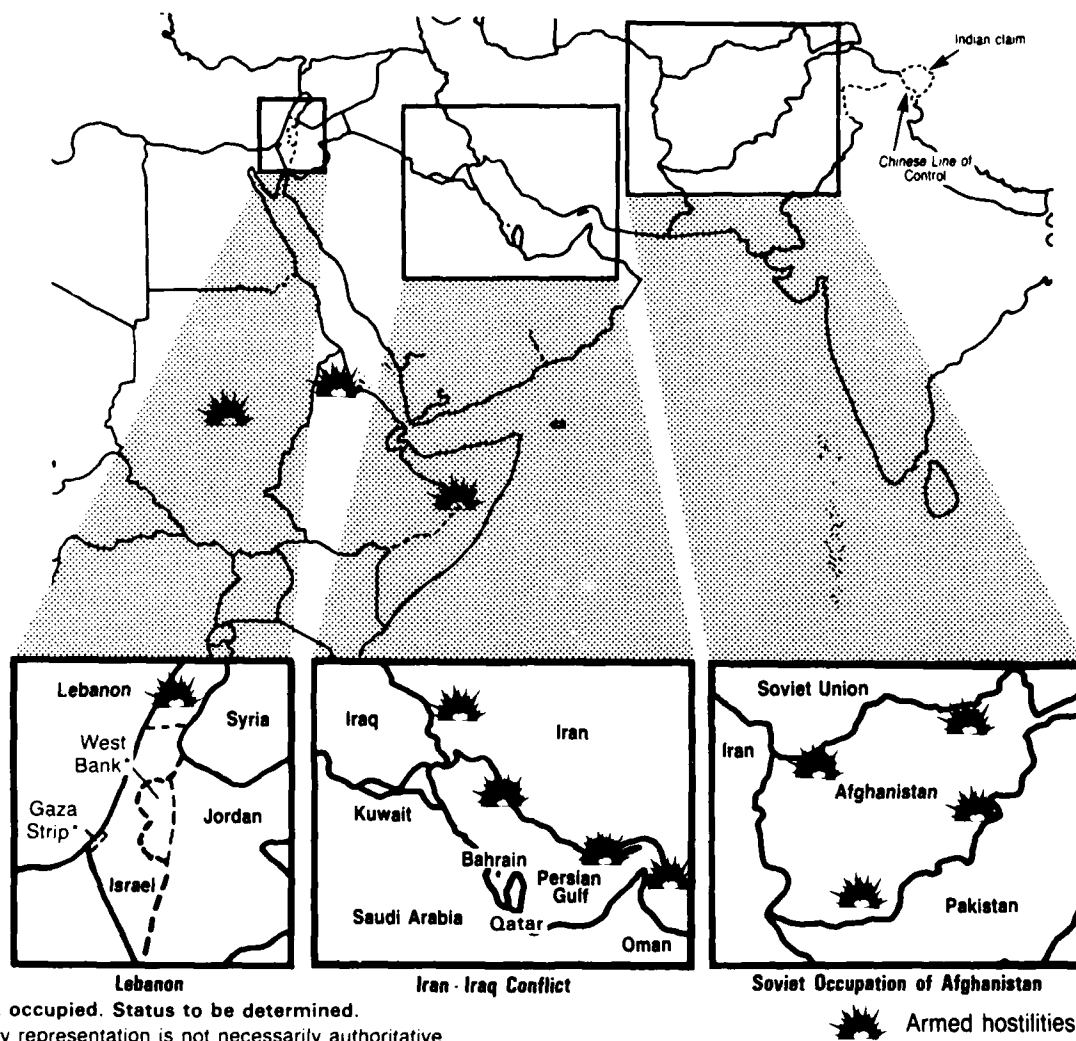 Indian claim
Chinese Line of
Control
Lebanon
Syria
West
Bank
Gaza
Strip
Jordan
Israel
Iraq
Iran
Kuwait
Bahrain
Persian
Gulf
Saudi Arabia
Qatar
Oman
Soviet Union
Iran
Afghanistan
Pakistan
Lebanon
Iran - Iraq Conflict
Soviet Occupation of Afghanistan
occupied. Status to be determined.
representation is not necessarily authoritative
Armed hostilities